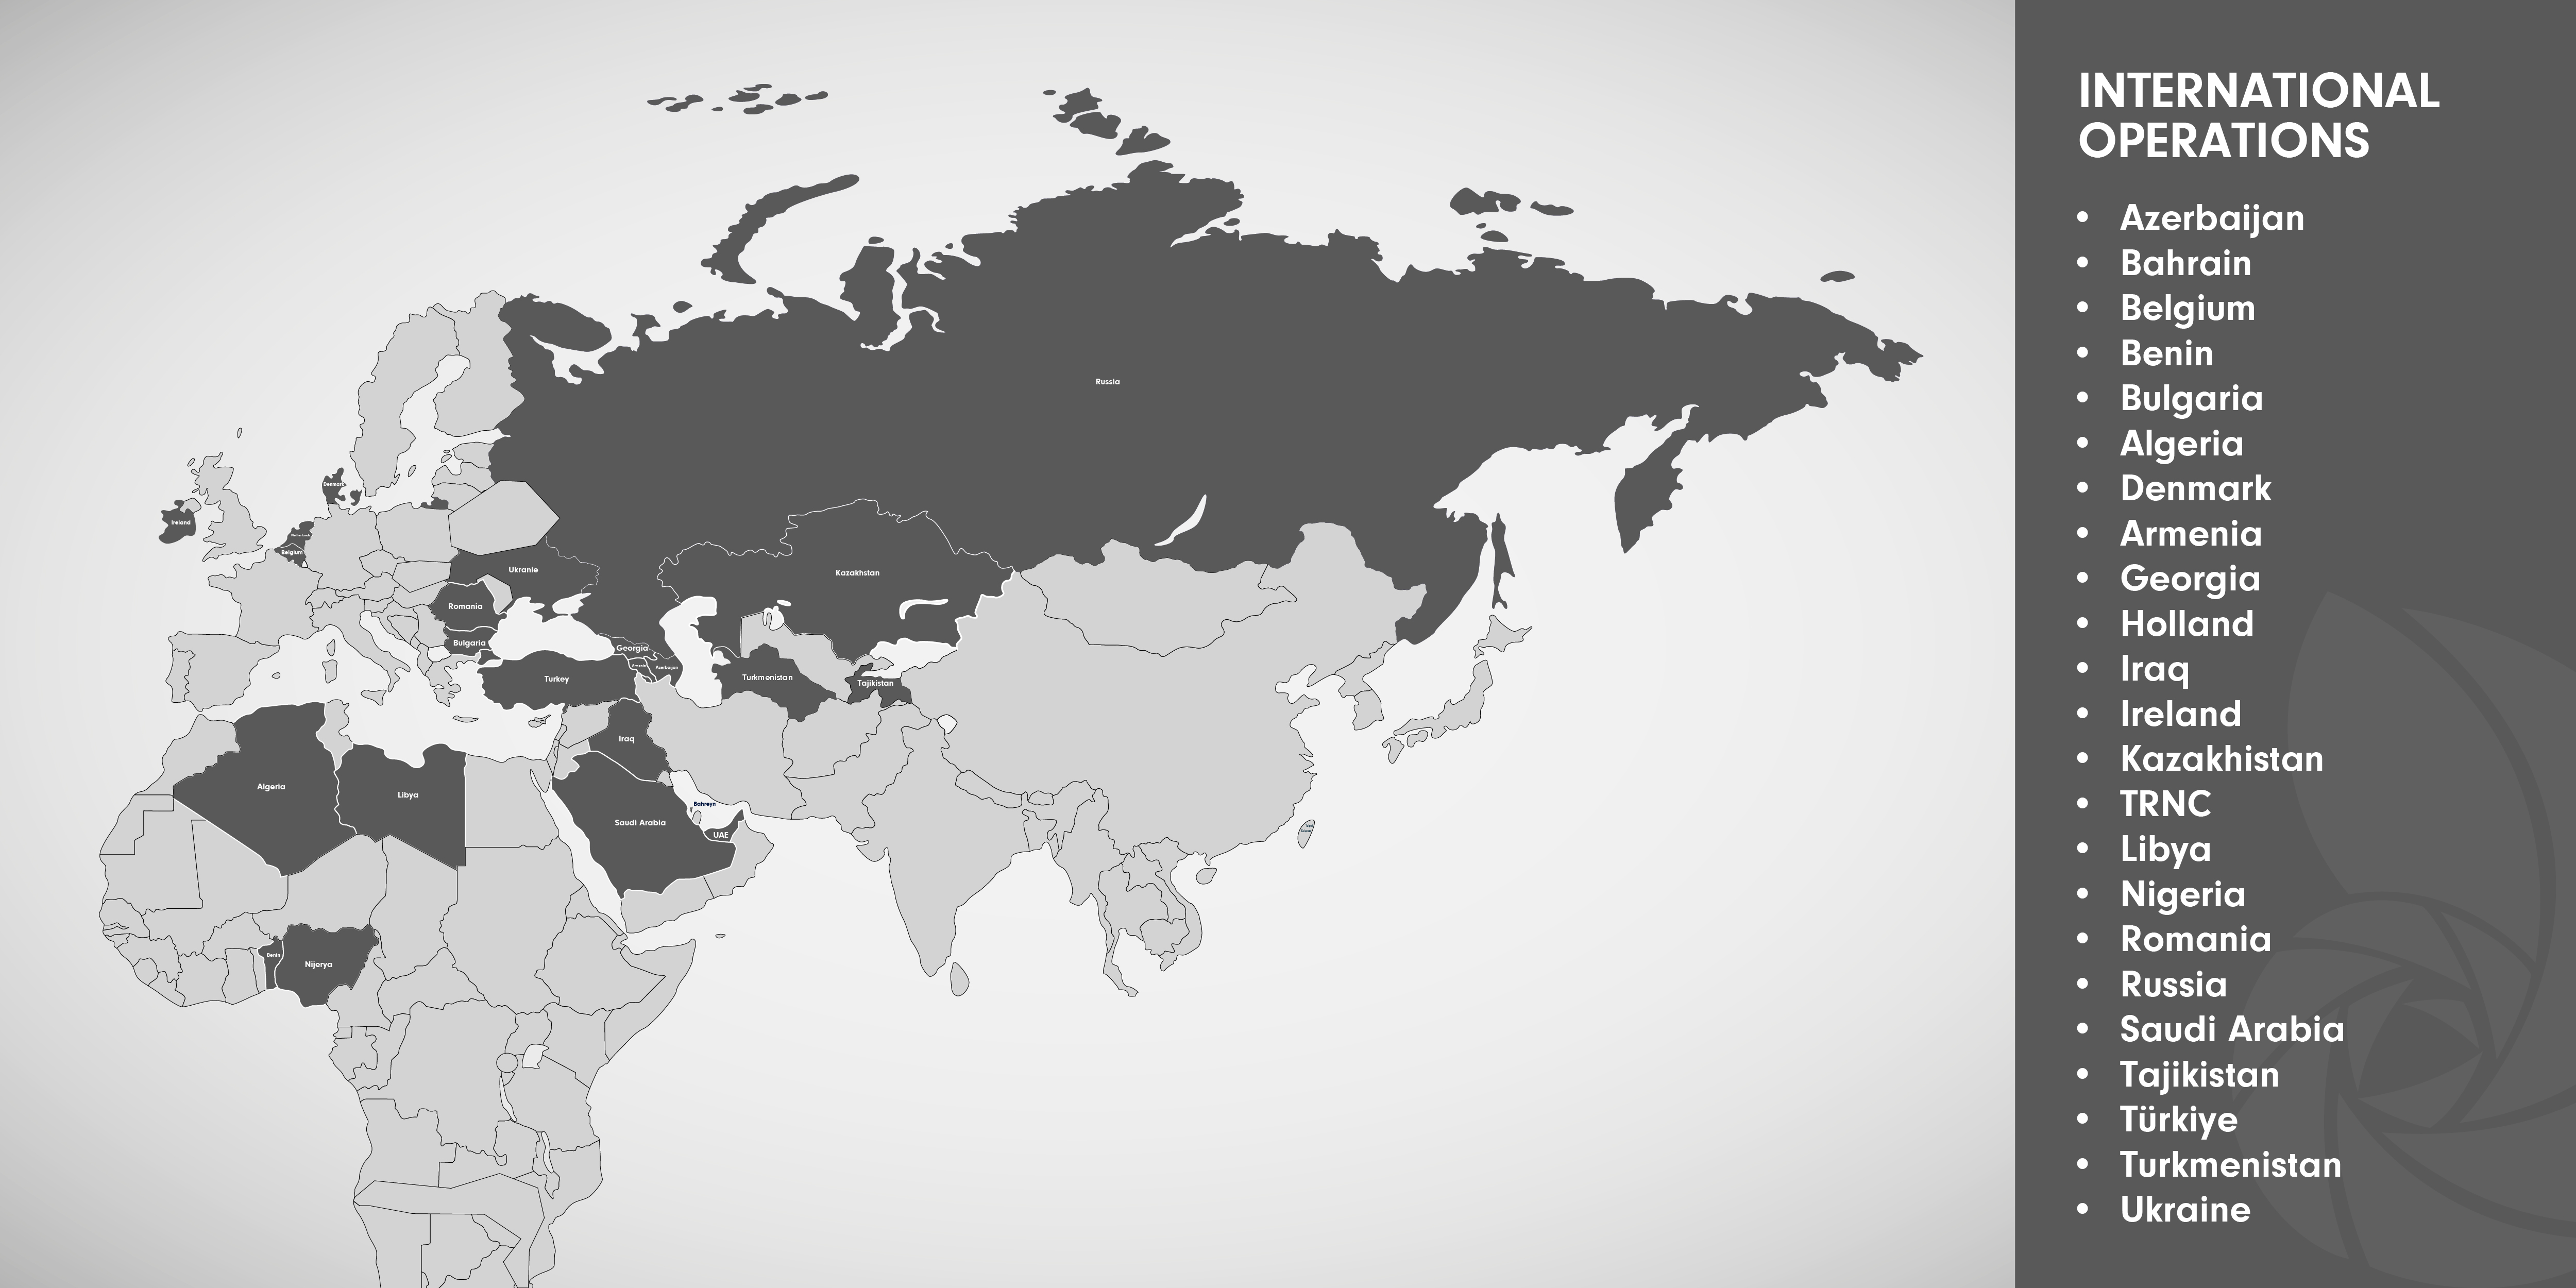 INTERNATIONAL
OPERATIONS
• Azerbaijan
• Bahrain
• Belgium
• Benin
• Bulgaria
• Algeria
• Denmark
• Armenia
• Georgia
• Holland
• Iraq
• Ireland
• Kazakhistan
• TRNC
• Libya
• Nigeria
• Romania
• Russia
• Saudi Arabia
• Tajikistan
• Türkiye
• Turkmenistan
• Ukraine
Russia
Denmark
Ireland
Netherlands
Belgium
Ukranie
Kazakhstan
Romania
Bulgaria
Georgia
Armenia
Azerbaijan
Turkey
Turkmenistan
Tajikistan
Iraq
Algeria
Libya
Bahreyn
Saudi Arabia
UAE
Benin
Nijerya